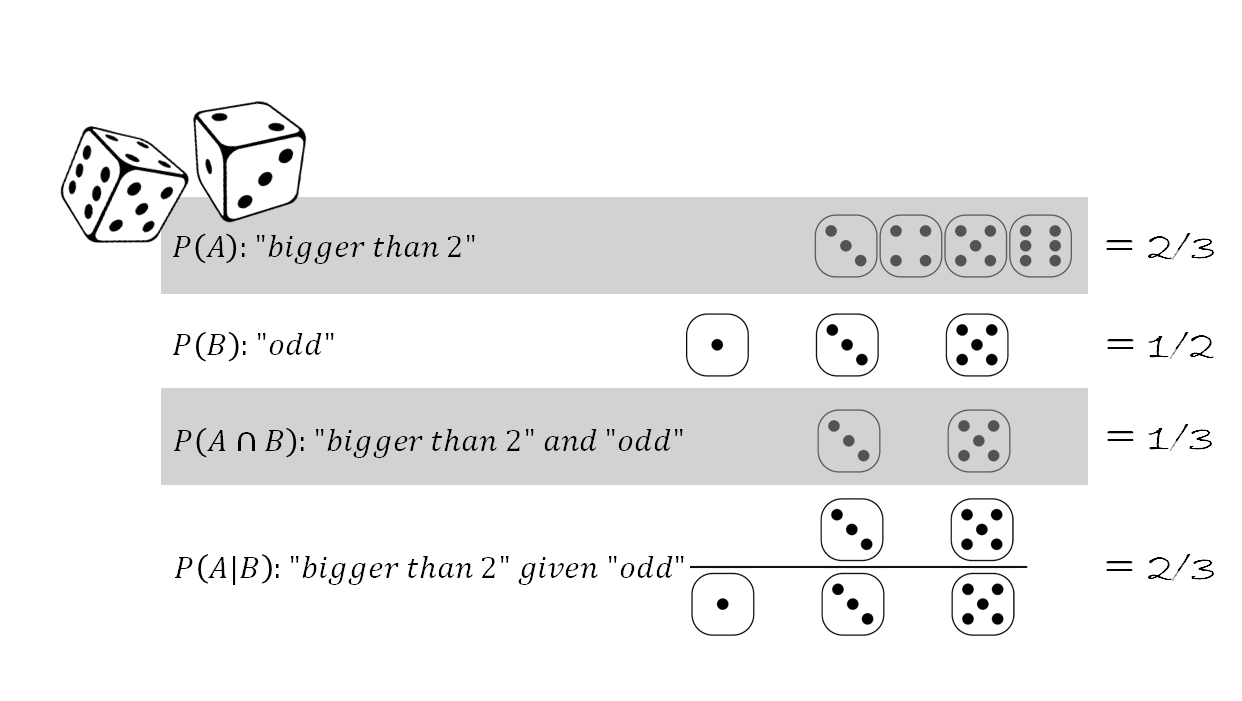 P(A): "bigger than 2" = 2/3
P(B): "odd" = 1/2
P(A ∩ B): "bigger than 2" and "odd" = 1/3
P(A|B): "bigger than 2" given "odd" = 2/3